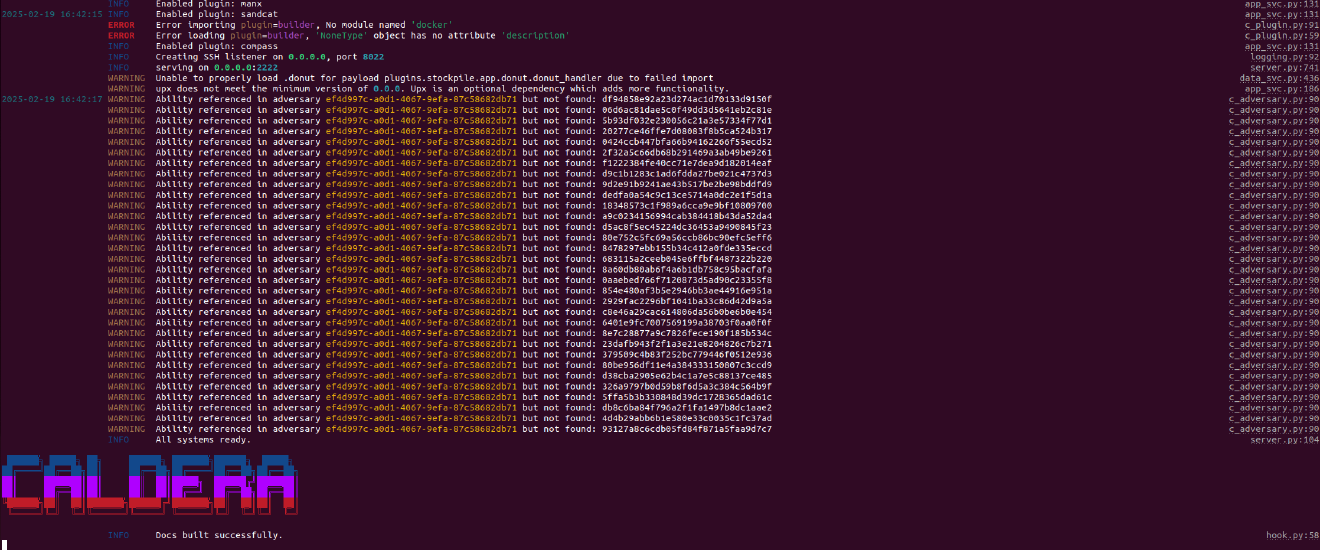 INFO Enabled plugin: manx app_svc.py:131
2025-02-19 16:42:15 INFO Enabled plugin: sandcat app_svc.py:131
ERROR Error importing plugin=builder, No module named 'docker' c_plugin.py:91
ERROR Error loading plugin=builder, 'NoneType' object has no attribute 'description' c_plugin.py:59
INFO Enabled plugin: compass app_svc.py:131
INFO Creating SSH listener on 0.0.0.0, port 8022 logging.py:92
INFO serving on 0.0.0.0:2222 server.py:741
WARNING Unable to properly load .donut for payload plugins.stockpile.app.donut.donut_handler due to failed import data_svc.py:436
WARNING upx does not meet the minimum version of 0.0.0. Upx is an optional dependency which adds more functionality. app_svc.py:186
2025-02-19 16:42:17 WARNING Ability referenced in adversary ef4d997c-a0d1-4067-9efa-87c58682db71 but not found: df94858e92a23d274ac1d70133d9150f c_adversary.py:90
WARNING Ability referenced in adversary ef4d997c-a0d1-4067-9efa-87c58682db71 but not found: 06d6ac81dae5c0f49dd3d5641eb2c81e c_adversary.py:90
WARNING Ability referenced in adversary ef4d997c-a0d1-4067-9efa-87c58682db71 but not found: 5b93df032e230056c21a3e57334f77d1 c_adversary.py:90
WARNING Ability referenced in adversary ef4d997c-a0d1-4067-9efa-87c58682db71 but not found: 20277ce46ffe7d08083f8b5ca524b317 c_adversary.py:90
WARNING Ability referenced in adversary ef4d997c-a0d1-4067-9efa-87c58682db71 but not found: 0424ccb447bfa66b94162266f55ecd52 c_adversary.py:90
WARNING Ability referenced in adversary ef4d997c-a0d1-4067-9efa-87c58682db71 but not found: 2f32a5c66db68b291469a3ab49be9261 c_adversary.py:90
WARNING Ability referenced in adversary ef4d997c-a0d1-4067-9efa-87c58682db71 but not found: f1222384fe40cc71e7dea9d182014eaf c_adversary.py:90
WARNING Ability referenced in adversary ef4d997c-a0d1-4067-9efa-87c58682db71 but not found: d9c1b1283c1ad6fdda27be021c4737d3 c_adversary.py:90
WARNING Ability referenced in adversary ef4d997c-a0d1-4067-9efa-87c58682db71 but not found: 9d2e91b9241ae43b517be2be98bddfd9 c_adversary.py:90
WARNING Ability referenced in adversary ef4d997c-a0d1-4067-9efa-87c58682db71 but not found: dedfa0a54c9c13ce5714a0dc2e1f5d1a c_adversary.py:90
WARNING Ability referenced in adversary ef4d997c-a0d1-4067-9efa-87c58682db71 but not found: 18348573c1f989a6cca9e9bf10809700 c_adversary.py:90
WARNING Ability referenced in adversary ef4d997c-a0d1-4067-9efa-87c58682db71 but not found: a9c0234156994cab384418b43da52da4 c_adversary.py:90
WARNING Ability referenced in adversary ef4d997c-a0d1-4067-9efa-87c58682db71 but not found: d5ac8f5ec45224dc36453a9490845f23 c_adversary.py:90
WARNING Ability referenced in adversary ef4d997c-a0d1-4067-9efa-87c58682db71 but not found: 80e752c5fc69a56ccb86bc90efc5eff6 c_adversary.py:90
WARNING Ability referenced in adversary ef4d997c-a0d1-4067-9efa-87c58682db71 but not found: 8478297ebb155b34c412a0fde335eccd c_adversary.py:90
WARNING Ability referenced in adversary ef4d997c-a0d1-4067-9efa-87c58682db71 but not found: 683115a2ceeb045e6ffbf4487322b220 c_adversary.py:90
WARNING Ability referenced in adversary ef4d997c-a0d1-4067-9efa-87c58682db71 but not found: 8a60db80ab6f4a6b1db758c95bacfafa c_adversary.py:90
WARNING Ability referenced in adversary ef4d997c-a0d1-4067-9efa-87c58682db71 but not found: 0aaebed766f7120873d5ad90c23355f8 c_adversary.py:90
WARNING Ability referenced in adversary ef4d997c-a0d1-4067-9efa-87c58682db71 but not found: 854e480af3b5e2946bb3ae44916e951a c_adversary.py:90
WARNING Ability referenced in adversary ef4d997c-a0d1-4067-9efa-87c58682db71 but not found: 2929fac2296bf1041ba33c86d42d9a5a c_adversary.py:90
WARNING Ability referenced in adversary ef4d997c-a0d1-4067-9efa-87c58682db71 but not found: c8e46a29cac614806da56b0be6b0e454 c_adversary.py:90
WARNING Ability referenced in adversary ef4d997c-a0d1-4067-9efa-87c58682db71 but not found: 6401e9fc7007569199a38703f0aa0f0f c_adversary.py:90
WARNING Ability referenced in adversary ef4d997c-a0d1-4067-9efa-87c58682db71 but not found: 8e7c28877a9c7826fece190f185b534c c_adversary.py:90
WARNING Ability referenced in adversary ef4d997c-a0d1-4067-9efa-87c58682db71 but not found: 23dafb943f2f1a3e21e8204826c7b271 c_adversary.py:90
WARNING Ability referenced in adversary ef4d997c-a0d1-4067-9efa-87c58682db71 but not found: 379509c4b83f252bc779446f0512e936 c_adversary.py:90
WARNING Ability referenced in adversary ef4d997c-a0d1-4067-9efa-87c58682db71 but not found: 80be956df11e4a384333150807c3ccd9 c_adversary.py:90
WARNING Ability referenced in adversary ef4d997c-a0d1-4067-9efa-87c58682db71 but not found: d38cba2905e62b4c1a7e5c88137ce485 c_adversary.py:90
WARNING Ability referenced in adversary ef4d997c-a0d1-4067-9efa-87c58682db71 but not found: 326a9797b0d59b8f6d5a3c384c564b9f c_adversary.py:90
WARNING Ability referenced in adversary ef4d997c-a0d1-4067-9efa-87c58682db71 but not found: 5ffa5b3b330848d39dc1728365dad61c c_adversary.py:90
WARNING Ability referenced in adversary ef4d997c-a0d1-4067-9efa-87c58682db71 but not found: db8c6ba84f796a2f1fa1497b8dc1aae2 c_adversary.py:90
WARNING Ability referenced in adversary ef4d997c-a0d1-4067-9efa-87c58682db71 but not found: 4d4b29abb6b1e580e3c0035c1fc37ad c_adversary.py:90
WARNING Ability referenced in adversary ef4d997c-a0d1-4067-9efa-87c58682db71 but not found: 93127a8c6cdb05fd84f871a5faa9d7c7 c_adversary.py:90
INFO All systems ready. server.py:104
CALDERA
INFO Docs built successfully. hook.py:58